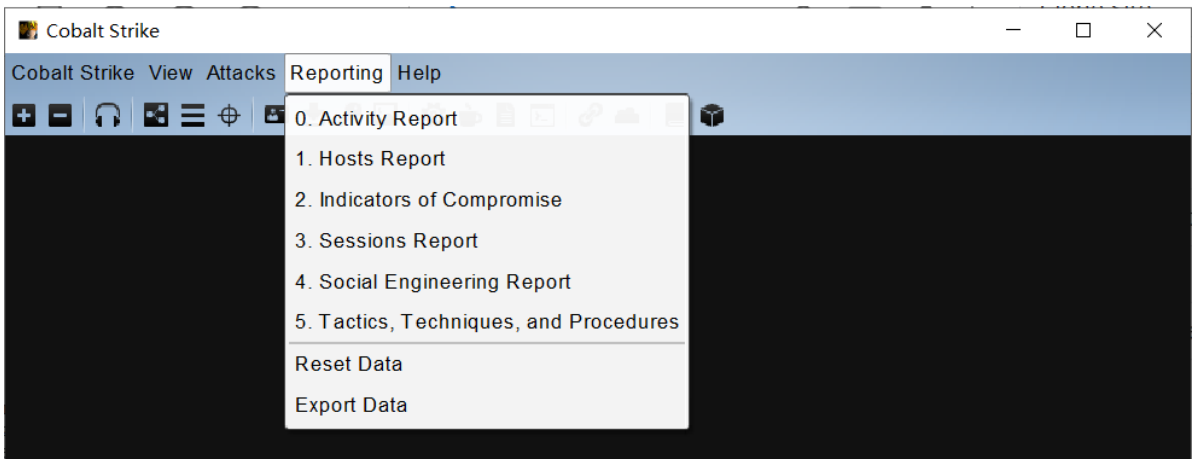 Cobalt Strike
Cobalt Strike View Attacks Reporting Help
0. Activity Report
1. Hosts Report
2. Indicators of Compromise
3. Sessions Report
4. Social Engineering Report
5. Tactics, Techniques, and Procedures
Reset Data
Export Data